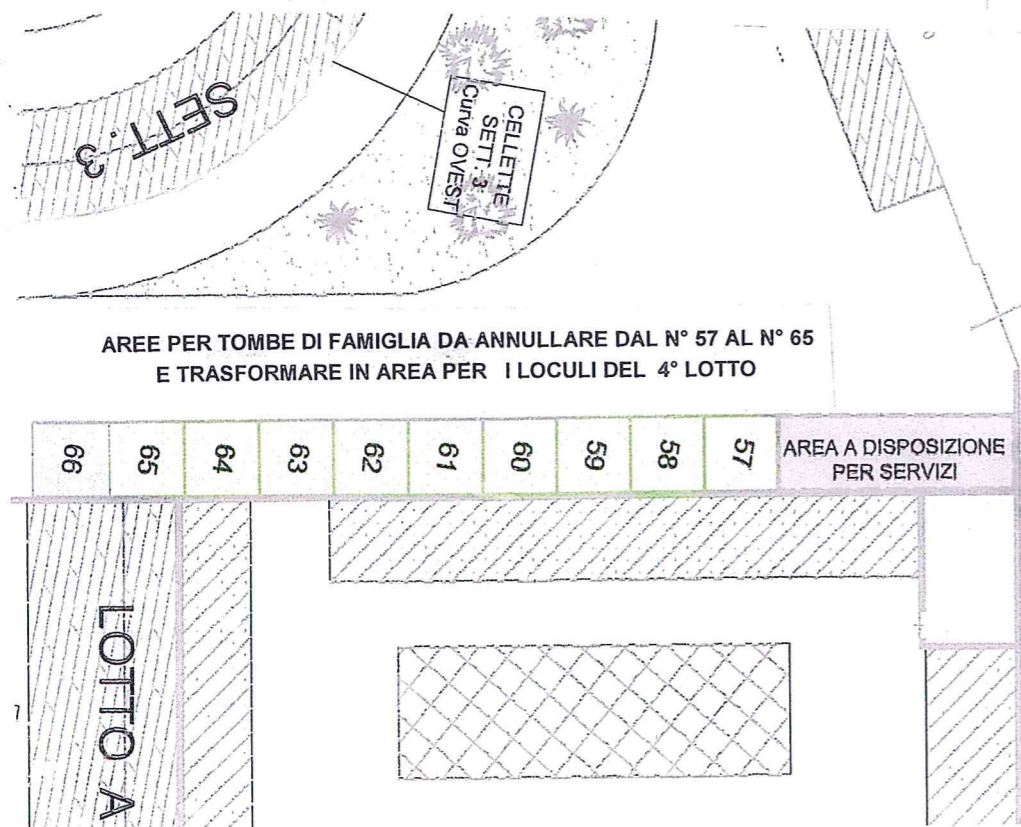 SETT. 3
CELLETTE
SETT. 3
Curva OVEST
AREE PER TOMBE DI FAMIGLIA DA ANNULLARE DAL N° 57 AL N° 65
E TRASFORMARE IN AREA PER I LOCULI DEL 4° LOTTO
66 65 64 63 62 61 60 59 58 57
AREA A DISPOSIZIONE
PER SERVIZI
LOTTO A
7